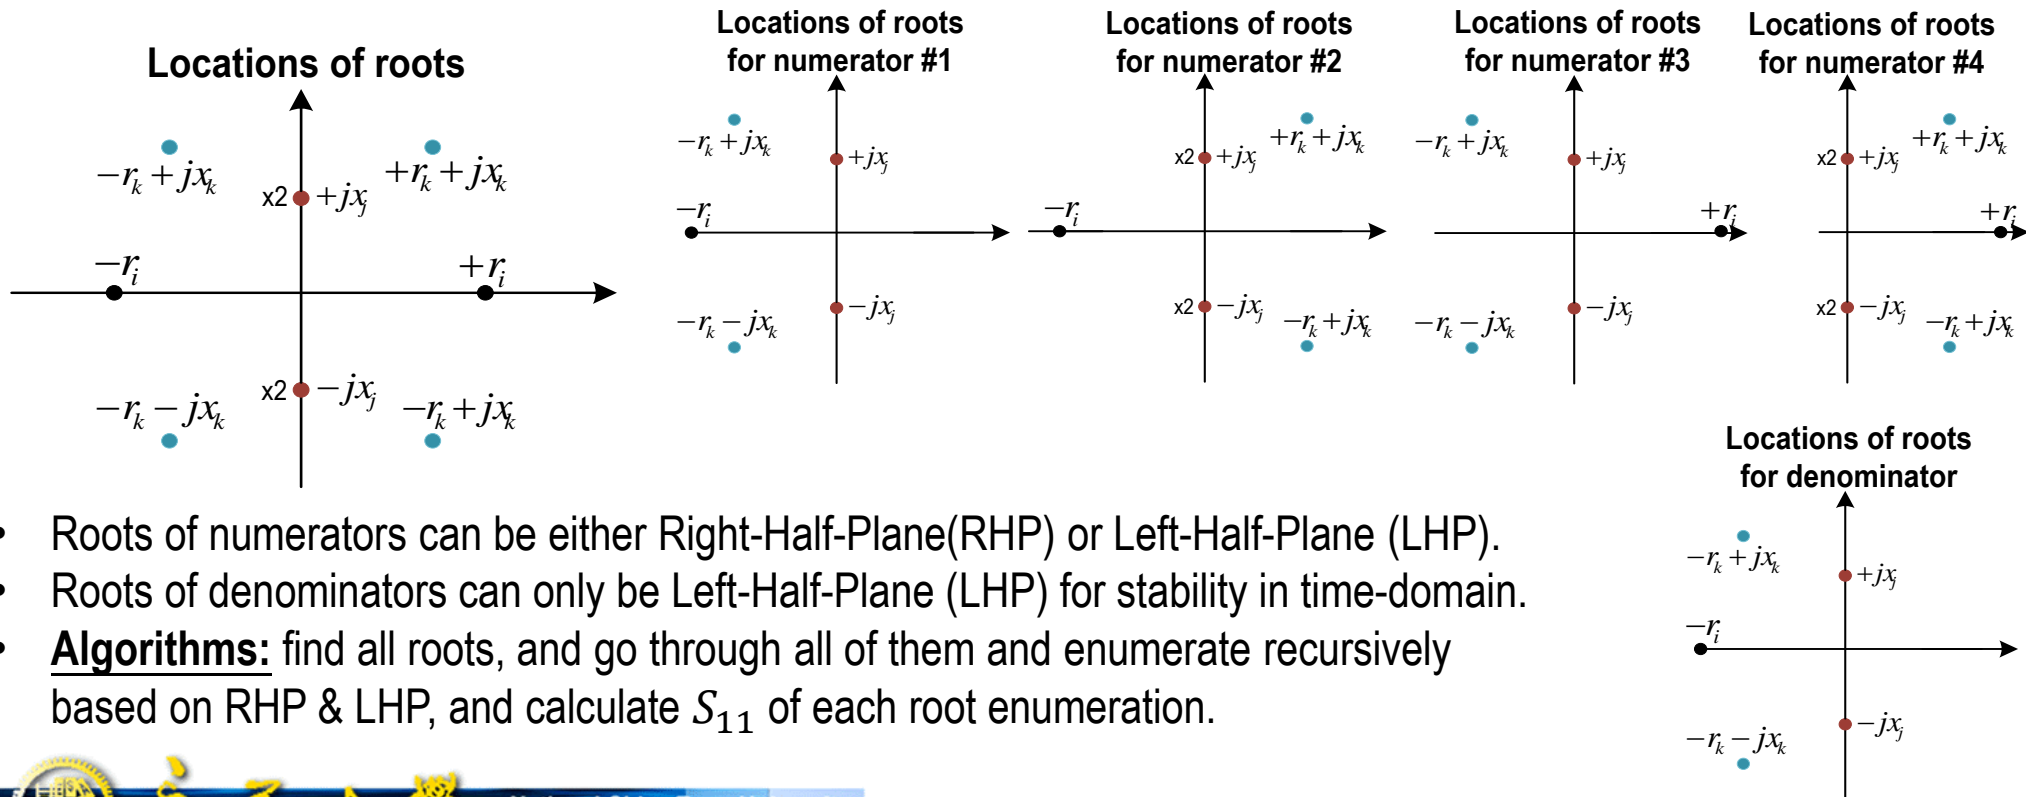 Locations of roots
−r_k + jx_k
+r_k + jx_k
x2 +jx_j
−r_i
+r_i
x2 −jx_j
−r_k − jx_k
−r_k + jx_k
Locations of roots
for numerator #1
−r_k + jx_k
+jx_j
−r_i
−jx_j
−r_k − jx_k
Locations of roots
for numerator #2
+r_k + jx_k
x2 +jx_j
−r_i
x2 −jx_j
−r_k + jx_k
Locations of roots
for numerator #3
−r_k + jx_k
+jx_j
+r_i
−jx_j
−r_k − jx_k
Locations of roots
for numerator #4
+r_k + jx_k
x2 +jx_j
+r_i
x2 −jx_j
−r_k + jx_k
Locations of roots
for denominator
−r_k + jx_k
+jx_j
−r_i
−jx_j
−r_k − jx_k
• Roots of numerators can be either Right-Half-Plane(RHP) or Left-Half-Plane (LHP).
• Roots of denominators can only be Left-Half-Plane (LHP) for stability in time-domain.
• Algorithms: find all roots, and go through all of them and enumerate recursively
based on RHP & LHP, and calculate S_11 of each root enumeration.